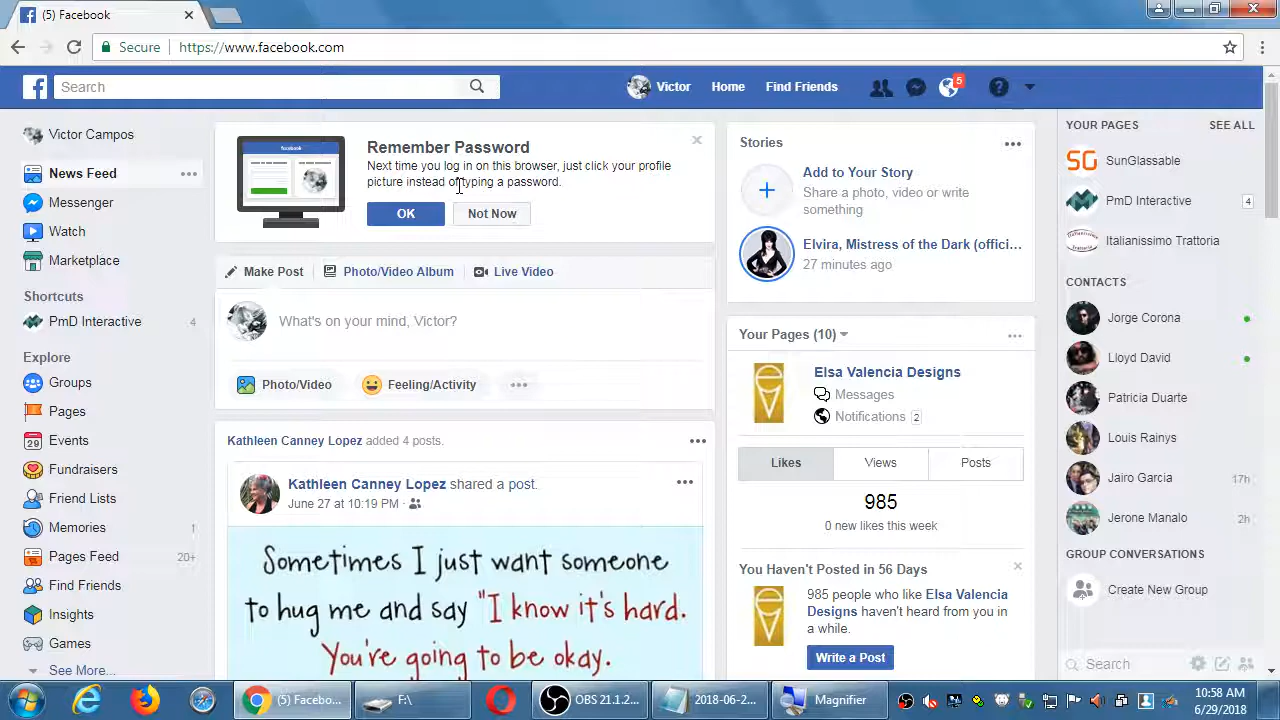 (5) Facebook
Secure
https://www.facebook.com
Search
Victor
Home
Find Friends
5
Victor Campos
News Feed
Messenger
Watch
Marketplace
Shortcuts
PmD Interactive
4
Explore
Groups
Pages
Events
Fundraisers
Friend Lists
Memories
1
Pages Feed
20+
Find Friends
Insights
Games
See More...
facebook
Remember Password
Next time you log in on this browser, just click your profile
picture instead of typing a password.
OK
Not Now
Make Post
Photo/Video Album
Live Video
What's on your mind, Victor?
Photo/Video
Feeling/Activity
Kathleen Canney Lopez added 4 posts.
Kathleen Canney Lopez shared a post.
June 27 at 10:19 PM ·
Sometimes I just want someone
to hug me and say "I know it's hard.
You're going to be okay.
Stories
Add to Your Story
Share a photo, video or write
something
Elvira, Mistress of the Dark (offici...
27 minutes ago
Your Pages (10)
Elsa Valencia Designs
Messages
Notifications 2
Likes
Views
Posts
985
0 new likes this week
You Haven't Posted in 56 Days
985 people who like Elsa Valencia
Designs haven't heard from you in
a while.
Write a Post
YOUR PAGES
SEE ALL
SG
SunGlassable
PmD Interactive
4
Italianissimo Trattoria
CONTACTS
Jorge Corona
Lloyd David
Patricia Duarte
Louis Rainys
Jairo Garcia
17h
Jerone Manalo
2h
GROUP CONVERSATIONS
Create New Group
Search
(5) Facebo...
F:\
OBS 21.1.2...
2018-06-2...
Magnifier
10:58 AM
6/29/2018